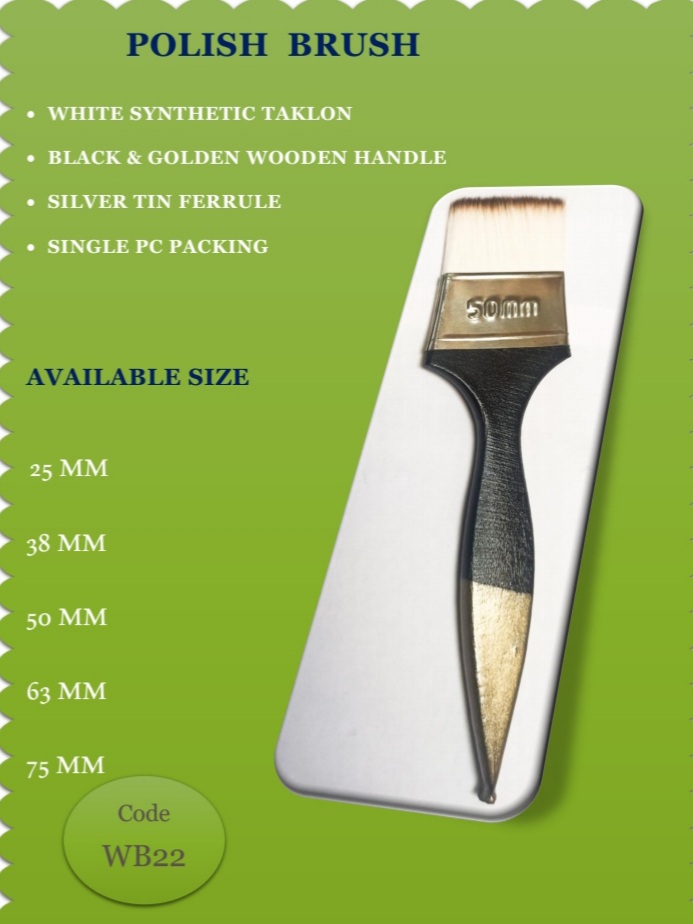 POLISH BRUSH
• WHITE SYNTHETIC TAKLON
• BLACK & GOLDEN WOODEN HANDLE
• SILVER TIN FERRULE
• SINGLE PC PACKING
50mm
AVAILABLE SIZE
25 MM
38 MM
50 MM
63 MM
75 MM
Code
WB22